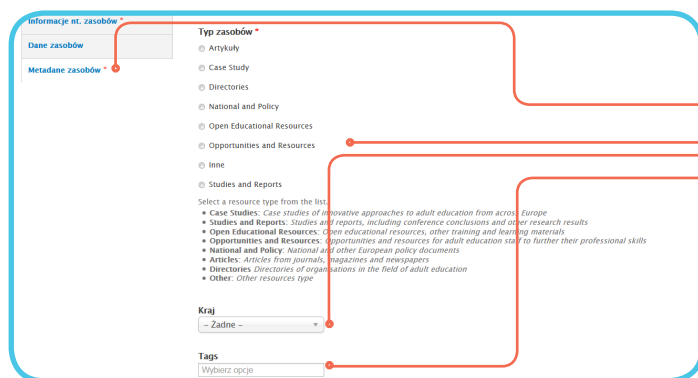 Informacje nt. zasobów *
Dane zasobów
Metadane zasobów *
Typ zasobów *
Artykuły
Case Study
Directories
National and Policy
Open Educational Resources
Opportunities and Resources
Inne
Studies and Reports
Select a resource type from the list.
• Case Studies: Case studies of innovative approaches to adult education from across Europe
• Studies and Reports: Studies and reports, including conference conclusions and other research results
• Open Educational Resources: Open educational resources, other training and learning materials
• Opportunities and Resources: Opportunities and resources for adult education staff to further their professional skills
• National and Policy: National and other European policy documents
• Articles: Articles from journals, magazines and newspapers
• Directories Directories of organisations in the field of adult education
• Other: Other resources type
Kraj
– Żadne –
Tags
Wybierz opcje